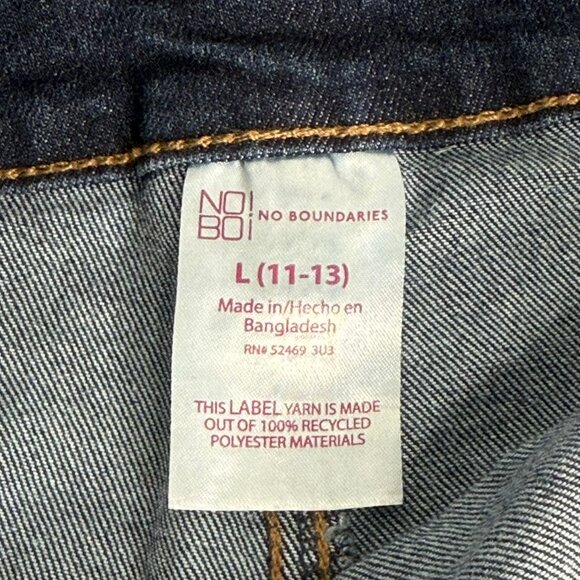 NO!
BOi NO BOUNDARIES
L (11-13)
Made in/Hecho en
Bangladesh
RN# 52469 3U3
THIS LABEL YARN IS MADE
OUT OF 100% RECYCLED
POLYESTER MATERIALS